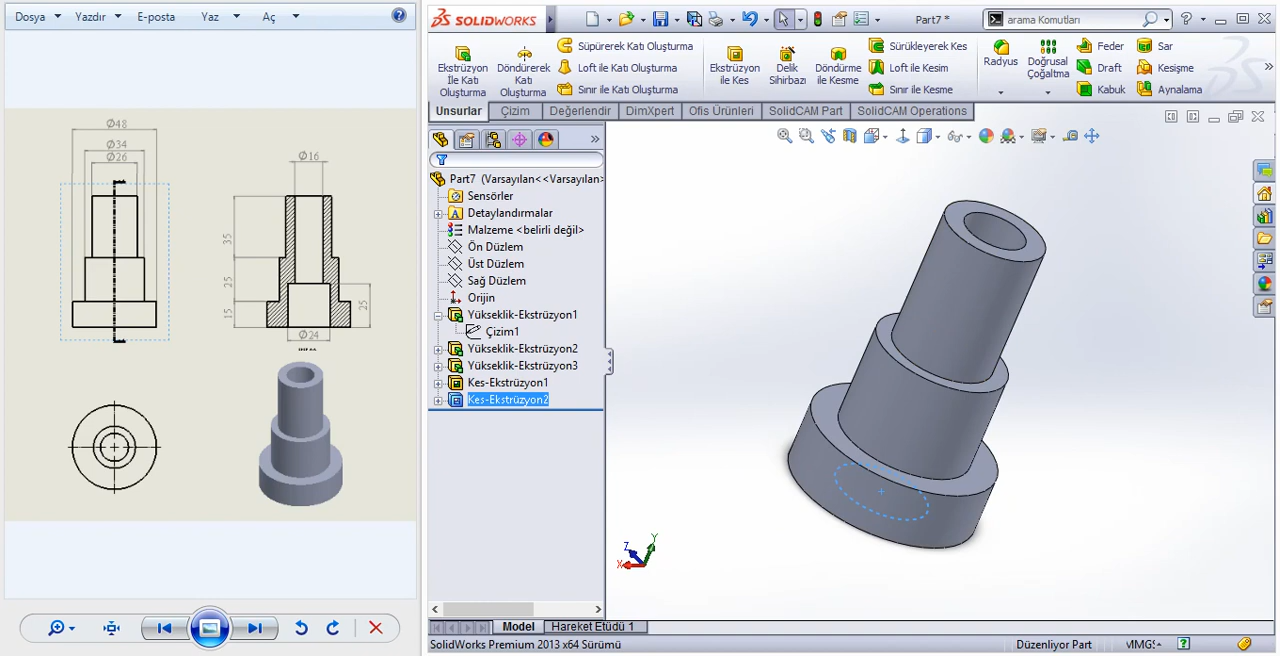 Dosya Yazdır E-posta Yaz Aç
Ø48
Ø34
Ø26
Ø16
35
25
15
25
Ø24
SOLIDWORKS
Part7 *
arama Komutları
Ekstrüzyon İle Katı Oluşturma
Döndürerek Katı Oluşturma
Süpürerek Katı Oluşturma
Loft ile Katı Oluşturma
Sınır ile Katı Oluşturma
Ekstrüzyon ile Kes
Delik Sihirbazı
Döndürme ile Kesme
Sürükleyerek Kes
Loft ile Kesim
Sınır ile Kesme
Radyus
Doğrusal Çoğaltma
Feder
Draft
Kabuk
Sar
Kesişme
Aynalama
Unsurlar Çizim Değerlendir DimXpert Ofis Ürünleri SolidCAM Part SolidCAM Operations
Part7 (Varsayılan<<Varsayılan>
Sensörler
Detaylandırmalar
Malzeme <belirli değil>
Ön Düzlem
Üst Düzlem
Sağ Düzlem
Orijin
Yükseklik-Ekstrüzyon1
Çizim1
Yükseklik-Ekstrüzyon2
Yükseklik-Ekstrüzyon3
Kes-Ekstrüzyon1
Kes-Ekstrüzyon2
Z Y X
Model Hareket Etüdü 1
SolidWorks Premium 2013 x64 Sürümü
Düzenliyor Part